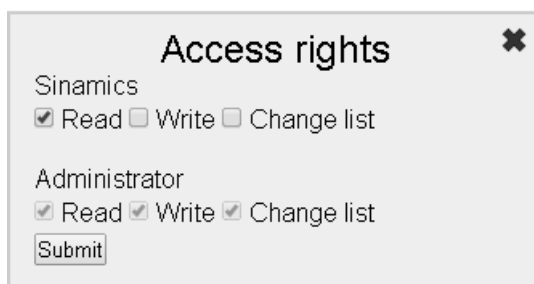 Access rights
Sinamics
Read Write Change list
Administrator
Read Write Change list
Submit